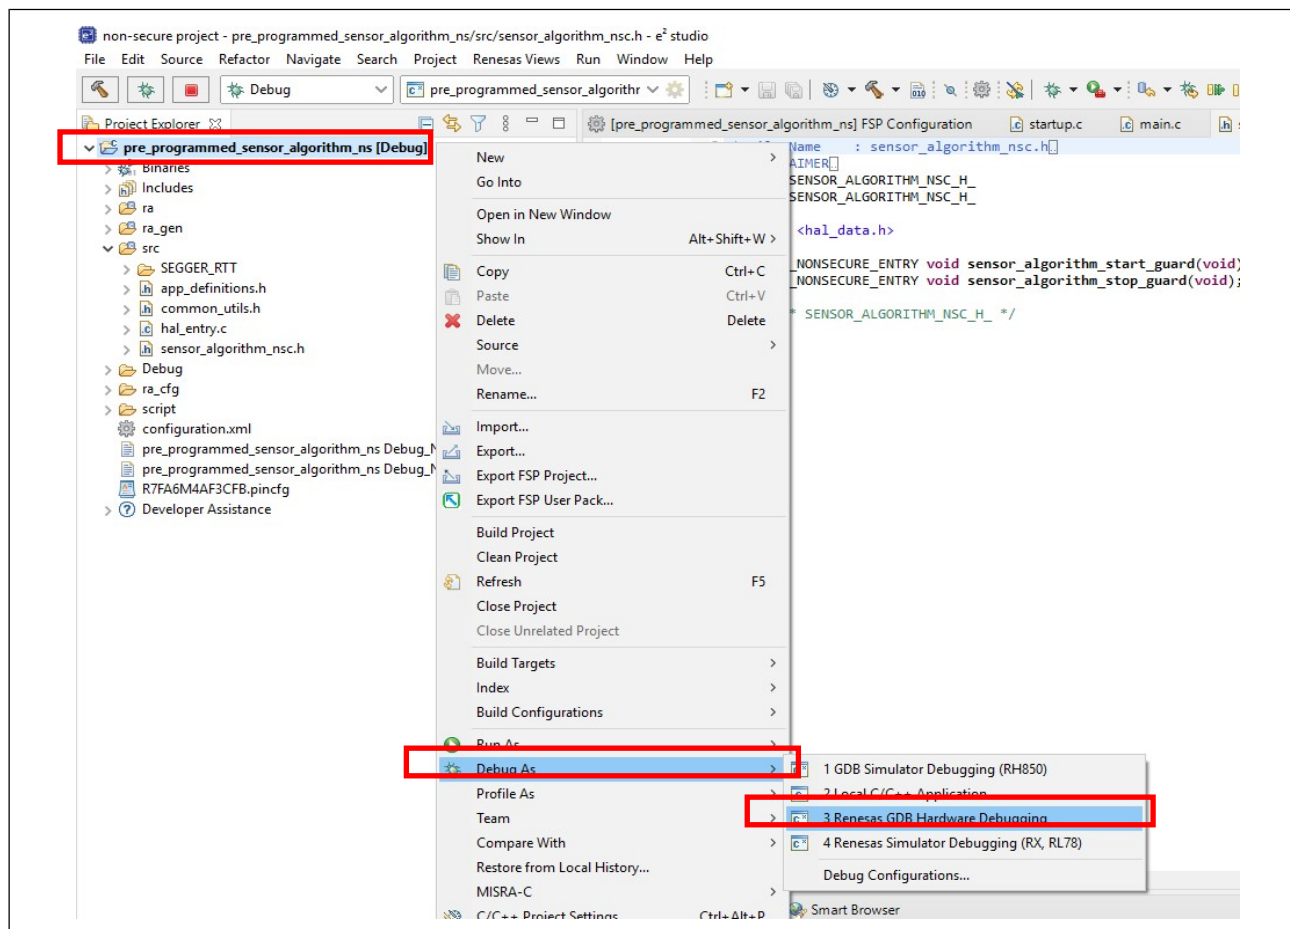 non-secure project - pre_programmed_sensor_algorithm_ns/src/sensor_algorithm_nsc.h - e² studio
File Edit Source Refactor Navigate Search Project Renesas Views Run Window Help
Debug pre_programmed_sensor_algorithr
Project Explorer
[pre_programmed_sensor_algorithm_ns] FSP Configuration startup.c main.c
pre_programmed_sensor_algorithm_ns [Debug]
Binaries
Includes
ra
ra_gen
src
SEGGER_RTT
app_definitions.h
common_utils.h
hal_entry.c
sensor_algorithm_nsc.h
Debug
ra_cfg
script
configuration.xml
pre_programmed_sensor_algorithm_ns Debug_N
pre_programmed_sensor_algorithm_ns Debug_N
R7FA6M4AF3CFB.pincfg
Developer Assistance
New
Go Into
Open in New Window
Show In Alt+Shift+W >
Copy Ctrl+C
Paste Ctrl+V
Delete Delete
Source
Move...
Rename... F2
Import...
Export...
Export FSP Project...
Export FSP User Pack...
Build Project
Clean Project
Refresh F5
Close Project
Close Unrelated Project
Build Targets
Index
Build Configurations
Run As
Debug As
Profile As
Team
Compare With
Restore from Local History...
MISRA-C
C/C++ Project Settings Ctrl+Alt+P
1 GDB Simulator Debugging (RH850)
2 Local C/C++ Application
3 Renesas GDB Hardware Debugging
4 Renesas Simulator Debugging (RX, RL78)
Debug Configurations...
Name : sensor_algorithm_nsc.h
AIMER
SENSOR_ALGORITHM_NSC_H_
SENSOR_ALGORITHM_NSC_H_
<hal_data.h>
_NONSECURE_ENTRY void sensor_algorithm_start_guard(void)
_NONSECURE_ENTRY void sensor_algorithm_stop_guard(void);
* SENSOR_ALGORITHM_NSC_H_ */
Smart Browser